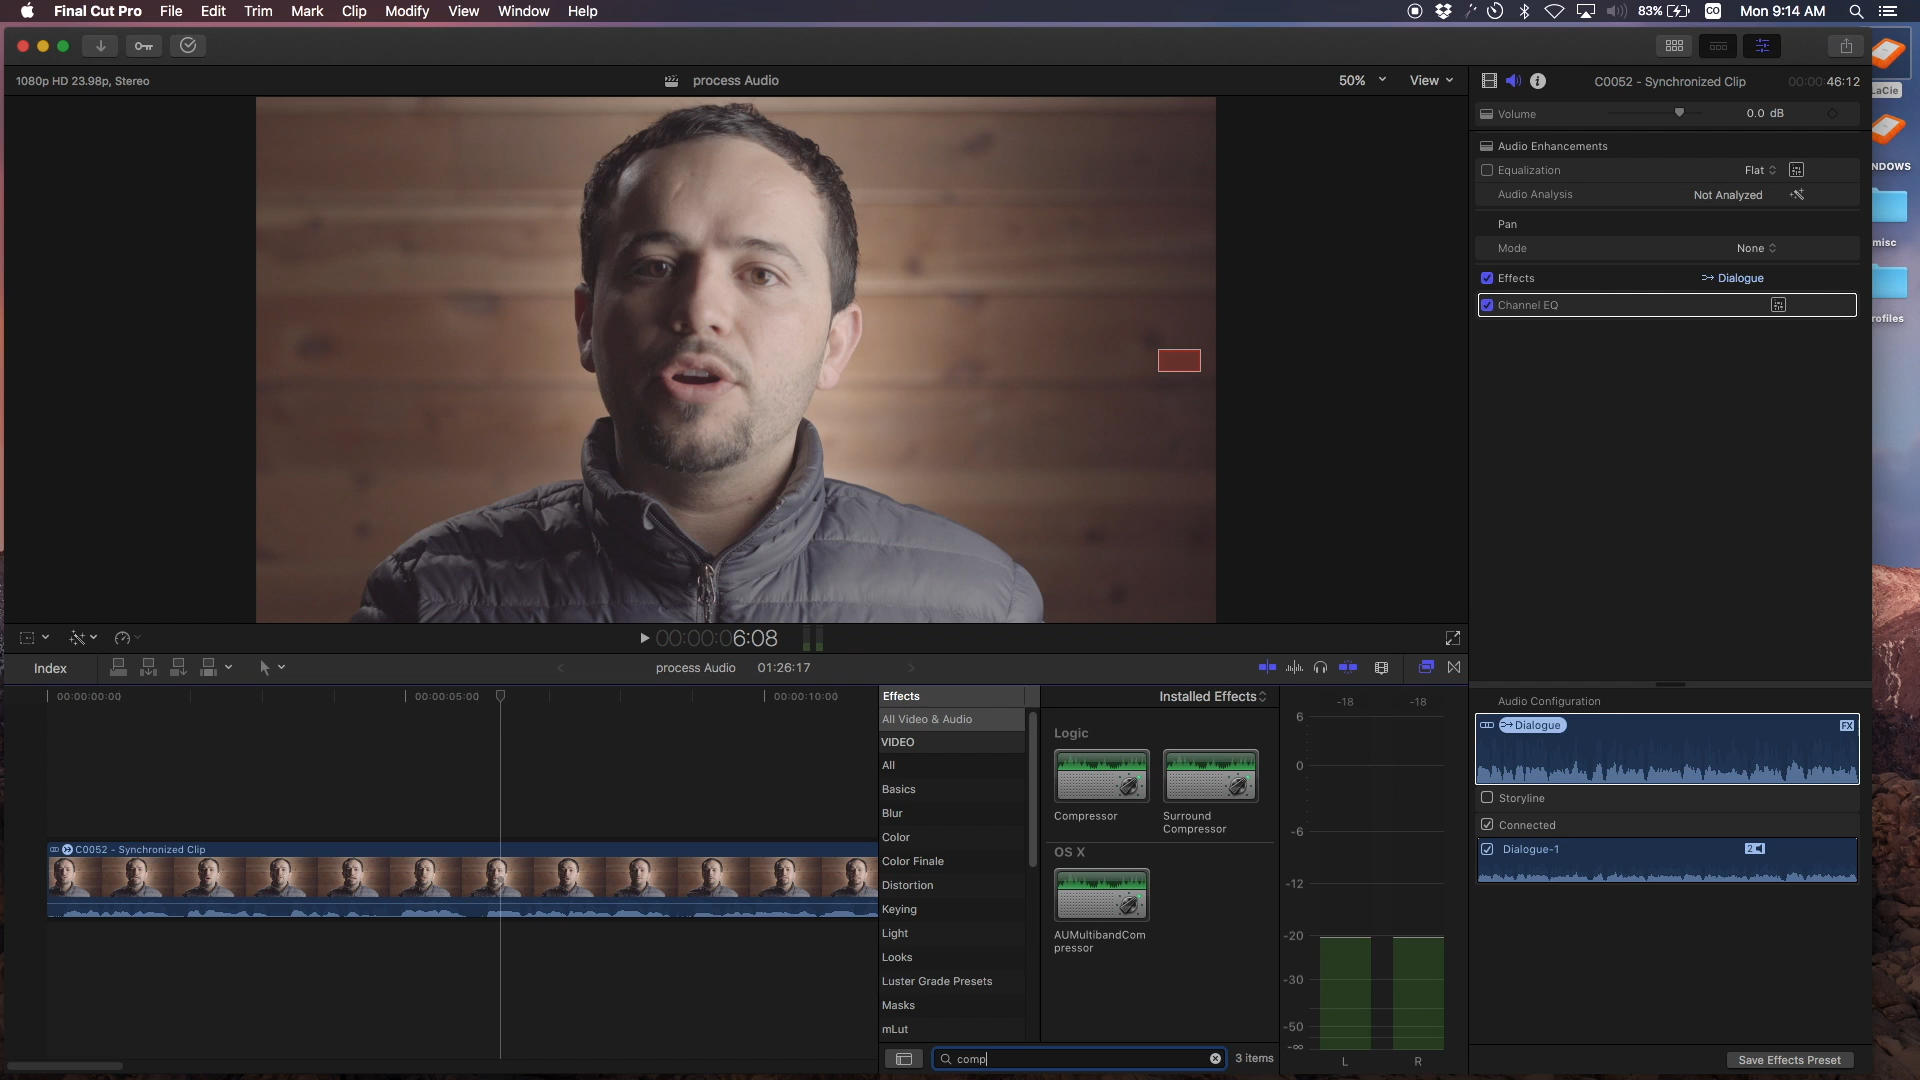 Final Cut Pro File Edit Trim Mark Clip Modify View Window Help
83% CO Mon 9:14 AM
1080p HD 23.98p, Stereo
process Audio
50% View
C0052 - Synchronized Clip 00:00:46:12
LaCie
Volume 0.0 dB
Audio Enhancements
Equalization Flat
NDOWS
Audio Analysis Not Analyzed
Pan
misc
Mode None
Effects Dialogue
Channel EQ
rofiles
00:00:06:08
Index
process Audio 01:26:17
00:00:00:00 00:00:05:00 00:00:10:00
C0052 - Synchronized Clip
Effects
All Video & Audio
VIDEO
All
Basics
Blur
Color
Color Finale
Distortion
Keying
Light
Looks
Luster Grade Presets
Masks
mLut
Installed Effects
Logic
Compressor
Surround
Compressor
OS X
AUMultibandCom
pressor
comp
3 items
-18 -18
6
0
-6
-12
-20
-30
-50
-∞
L R
Audio Configuration
Dialogue FX
Storyline
Connected
Dialogue-1 2
Save Effects Preset